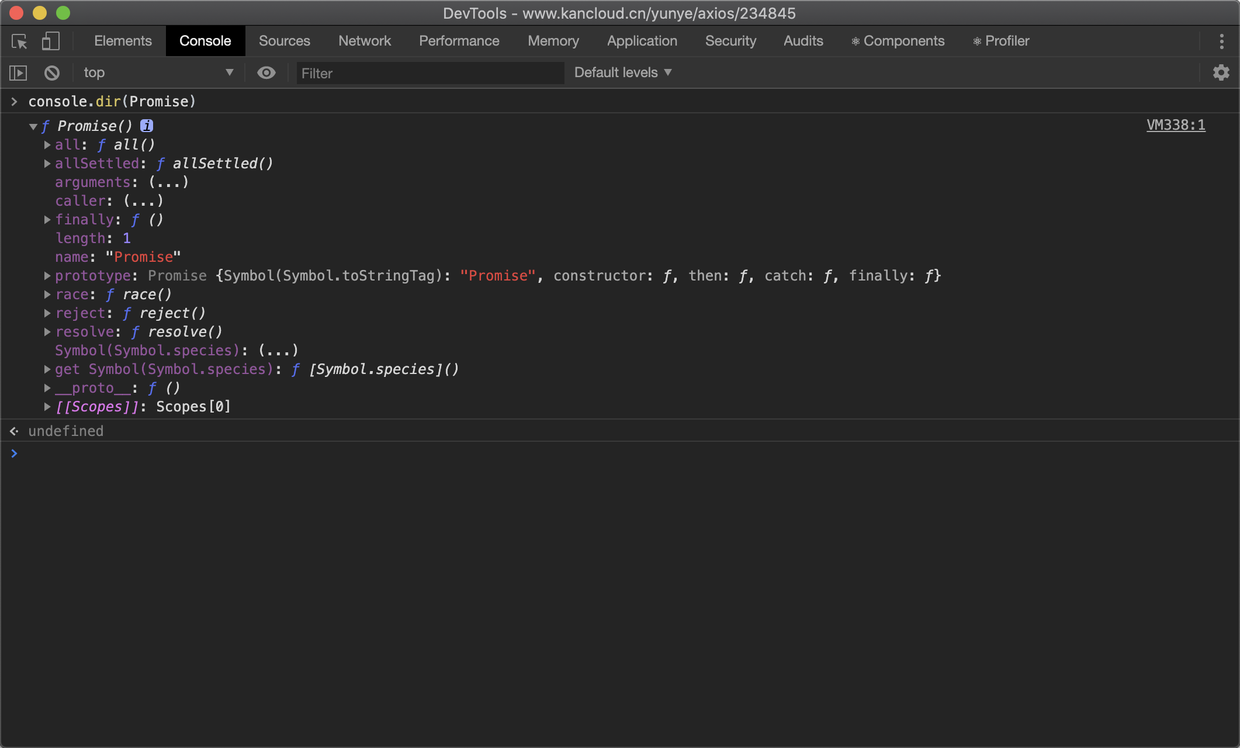 DevTools - www.kancloud.cn/yunye/axios/234845
Elements Console Sources Network Performance Memory Application Security Audits ⚛ Components ⚛ Profiler
top ▼ Filter Default levels ▼
> console.dir(Promise)
▼ƒ Promise() i VM338:1
▶all: ƒ all()
▶allSettled: ƒ allSettled()
arguments: (...)
caller: (...)
▶finally: ƒ ()
length: 1
name: "Promise"
▶prototype: Promise {Symbol(Symbol.toStringTag): "Promise", constructor: ƒ, then: ƒ, catch: ƒ, finally: ƒ}
▶race: ƒ race()
▶reject: ƒ reject()
▶resolve: ƒ resolve()
Symbol(Symbol.species): (...)
▶get Symbol(Symbol.species): ƒ [Symbol.species]()
▶__proto__: ƒ ()
▶[[Scopes]]: Scopes[0]
undefined
>